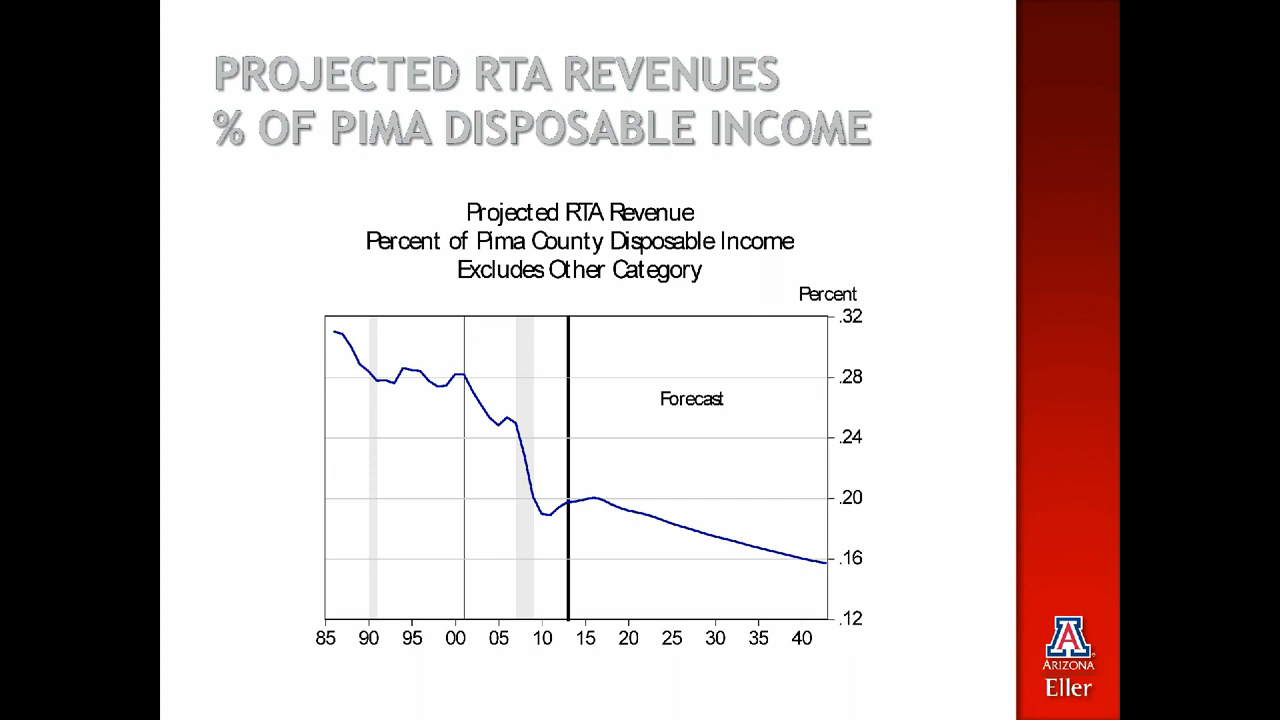 PROJECTED RTA REVENUES
% OF PIMA DISPOSABLE INCOME
Projected RTA Revenue
Percent of Pima County Disposable Income
Excludes Other Category
Percent
.32
.28
Forecast
.24
.20
.16
.12
85 90 95 00 05 10 15 20 25 30 35 40
A
ARIZONA
Eller